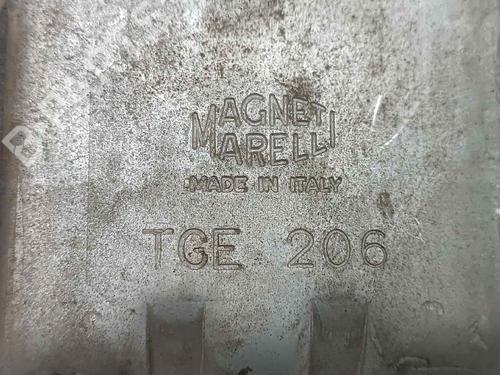 MAGNETI
MARELLI
MADE IN ITALY
TGE 206